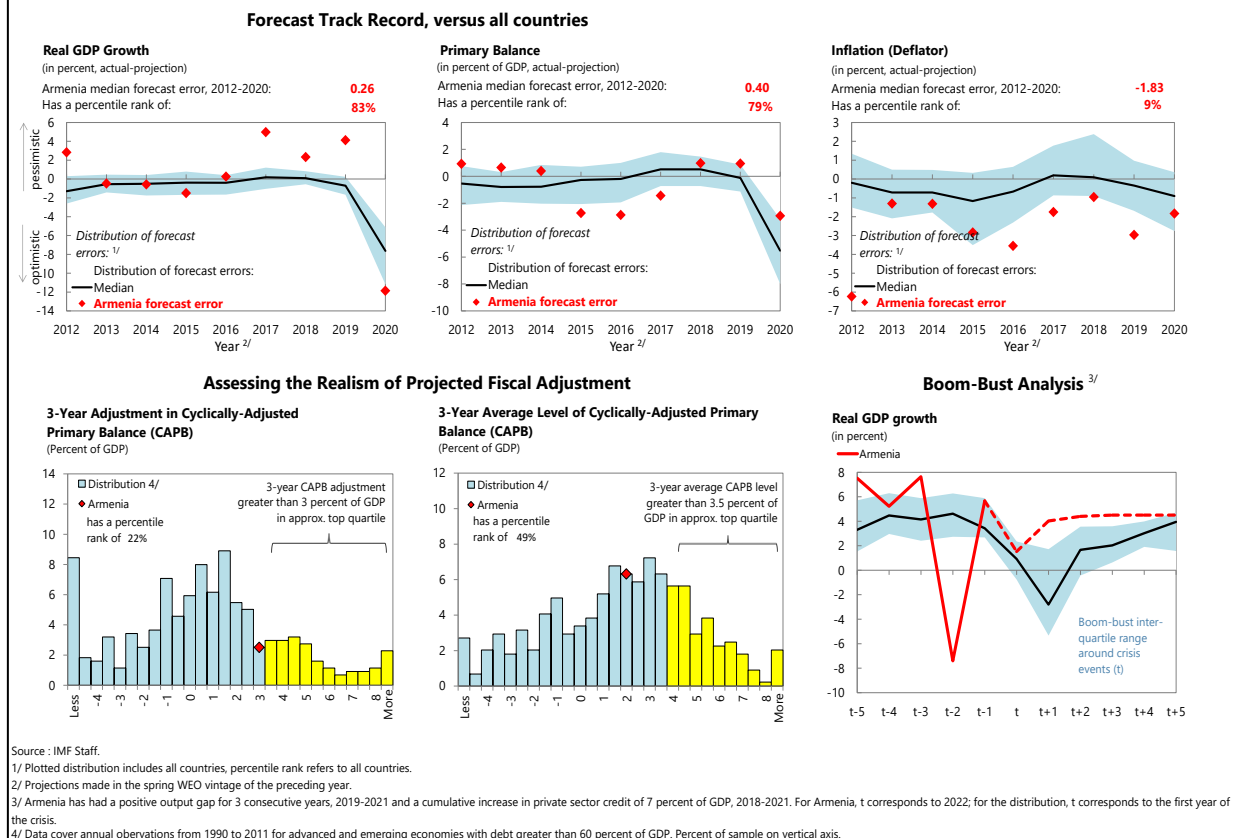 Forecast Track Record, versus all countries
Real GDP Growth
(in percent, actual-projection)
Armenia median forecast error, 2012-2020: 0.26
Has a percentile rank of: 83%
pessimistic
optimistic
6
4
2
0
-2
-4
-6
-8
-10
-12
-14
Distribution of forecast
errors: 1/
Distribution of forecast errors:
Median
Armenia forecast error
2012 2013 2014 2015 2016 2017 2018 2019 2020
Year 2/
Primary Balance
(in percent of GDP, actual-projection)
Armenia median forecast error, 2012-2020: 0.40
Has a percentile rank of: 79%
4
2
0
-2
-4
-6
-8
-10
Distribution of forecast
errors: 1/
Distribution of forecast errors:
Median
Armenia forecast error
2012 2013 2014 2015 2016 2017 2018 2019 2020
Year 2/
Inflation (Deflator)
(in percent, actual-projection)
Armenia median forecast error, 2012-2020: -1.83
Has a percentile rank of: 9%
3
2
1
0
-1
-2
-3
-4
-5
-6
-7
Distribution of forecast
errors: 1/
Distribution of forecast errors:
Median
Armenia forecast error
2012 2013 2014 2015 2016 2017 2018 2019 2020
Year 2/
Assessing the Realism of Projected Fiscal Adjustment
3-Year Adjustment in Cyclically-Adjusted
Primary Balance (CAPB)
(Percent of GDP)
14
12
10
8
6
4
2
0
Distribution 4/
Armenia
has a percentile
rank of 22%
3-year CAPB adjustment
greater than 3 percent of GDP
in approx. top quartile
Less -4 -3 -2 -1 0 1 2 3 4 5 6 7 8 More
3-Year Average Level of Cyclically-Adjusted Primary
Balance (CAPB)
(Percent of GDP)
12
10
8
6
4
2
0
Distribution 4/
Armenia
has a percentile
rank of 49%
3-year average CAPB level
greater than 3.5 percent of
GDP in approx. top quartile
Less -4 -3 -2 -1 0 1 2 3 4 5 6 7 8 More
Boom-Bust Analysis 3/
Real GDP growth
(in percent)
Armenia
8
6
4
2
0
-2
-4
-6
-8
-10
Boom-bust inter-
quartile range
around crisis
events (t)
t-5 t-4 t-3 t-2 t-1 t t+1 t+2 t+3 t+4 t+5
Source : IMF Staff.
1/ Plotted distribution includes all countries, percentile rank refers to all countries.
2/ Projections made in the spring WEO vintage of the preceding year.
3/ Armenia has had a positive output gap for 3 consecutive years, 2019-2021 and a cumulative increase in private sector credit of 7 percent of GDP, 2018-2021. For Armenia, t corresponds to 2022; for the distribution, t corresponds to the first year of
the crisis.
4/ Data cover annual obervations from 1990 to 2011 for advanced and emerging economies with debt greater than 60 percent of GDP. Percent of sample on vertical axis.